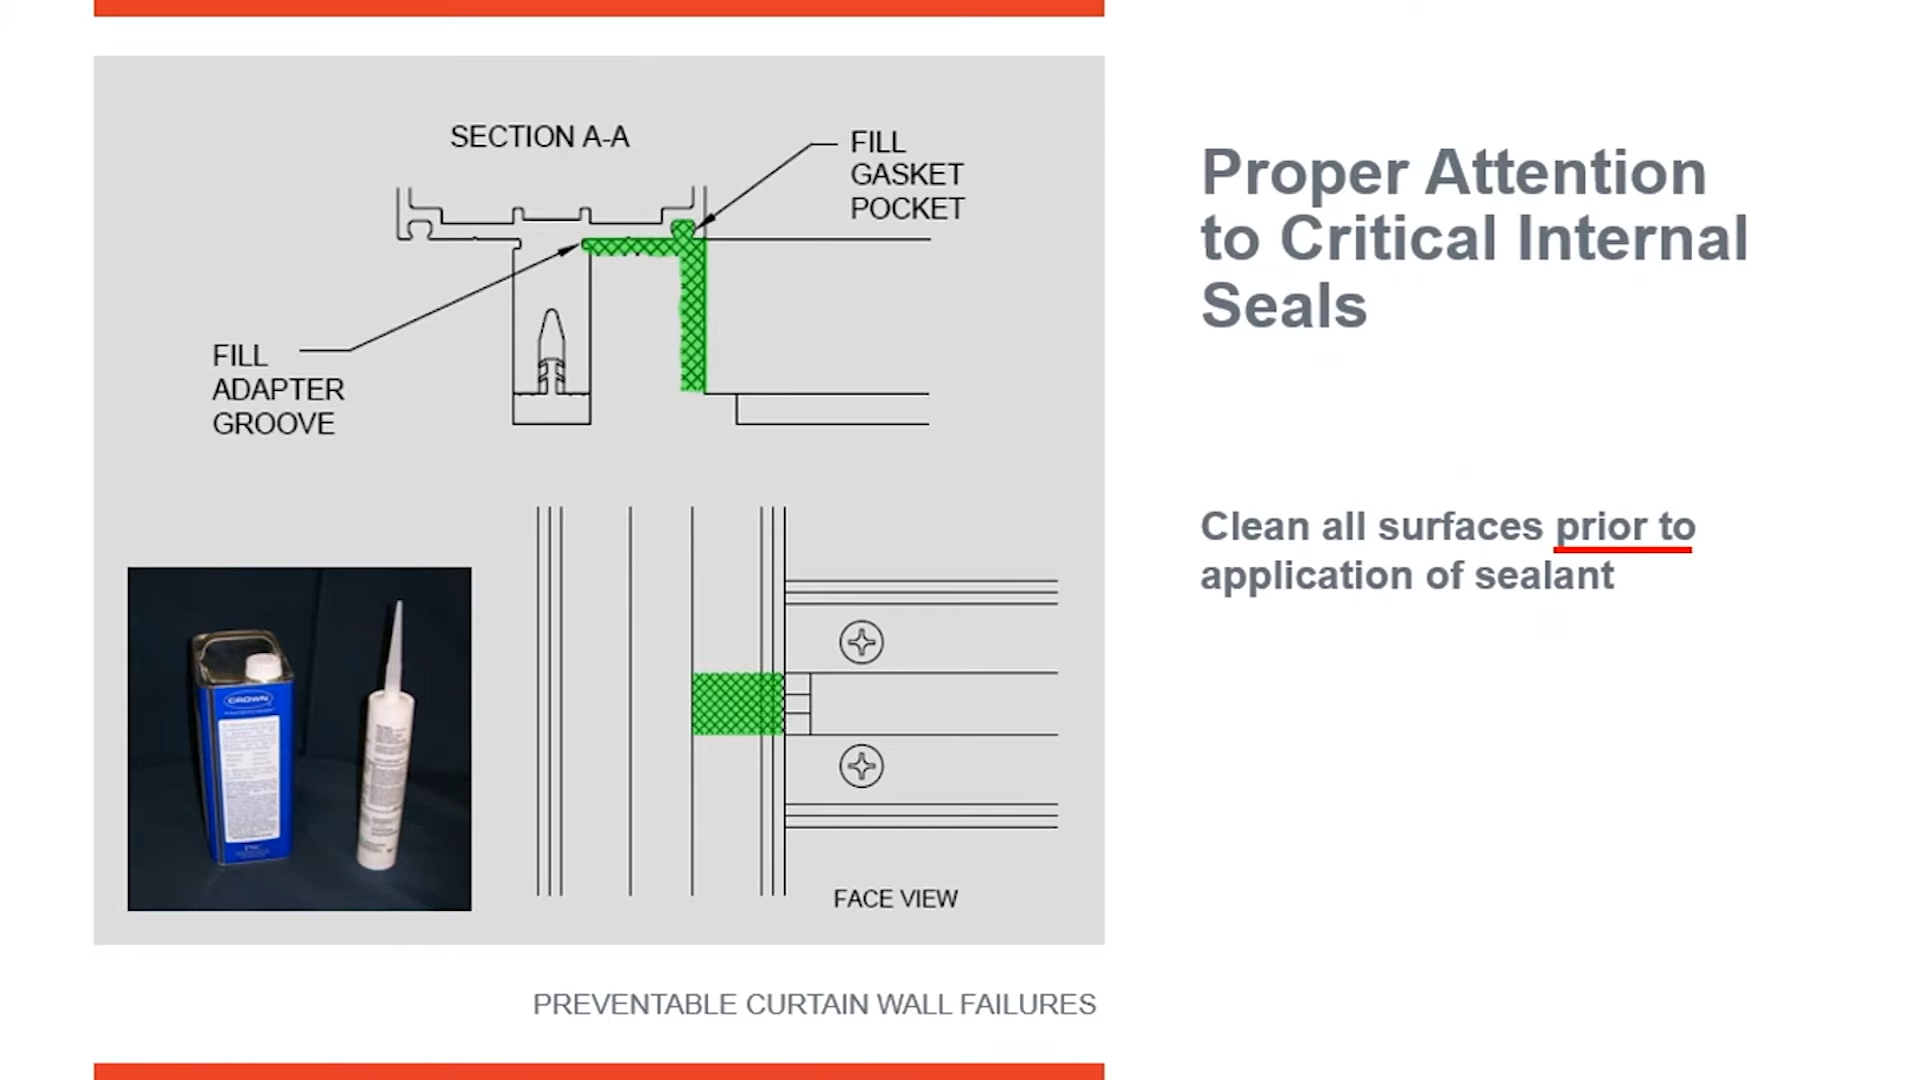 SECTION A-A
FILL
GASKET
POCKET
FILL
ADAPTER
GROOVE
CROWN
FACE VIEW
PREVENTABLE CURTAIN WALL FAILURES
Proper Attention
to Critical Internal
Seals
Clean all surfaces prior to
application of sealant